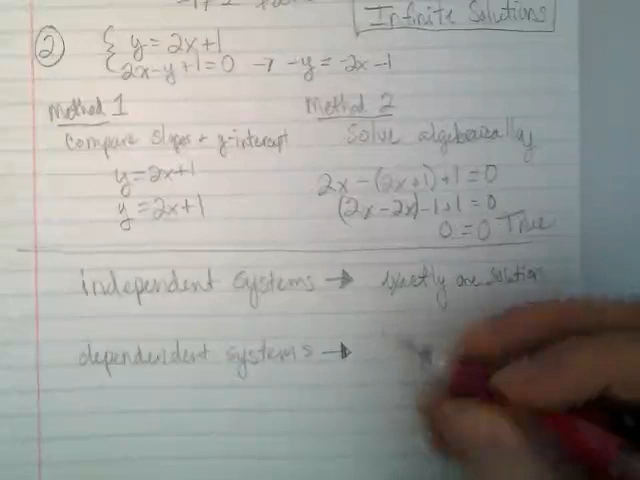 Infinite Solutions
② { y = 2x+1
{ 2x-y+1=0 → -y = -2x-1
Method 1
Compare slopes + y-intercept
y = 2x+1
y = 2x+1
Method 2
Solve algebraically
2x - (2x+1) + 1 = 0
(2x-2x) -1+1 = 0
0 = 0 True
independent systems → exactly one solution
dependent systems →